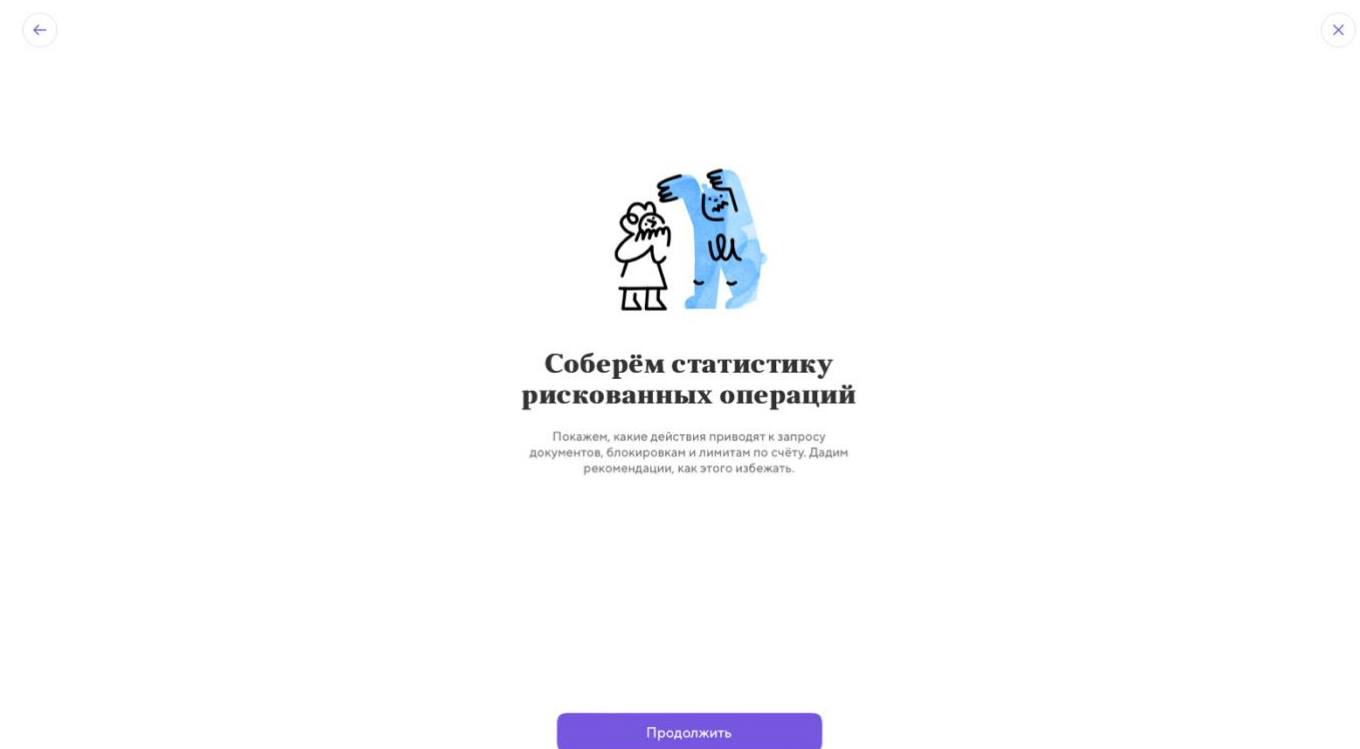 Соберём статистику
рискованных операций
Покажем, какие действия приводят к запросу
документов, блокировкам и лимитам по счёту. Дадим
рекомендации, как этого избежать.
Продолжить